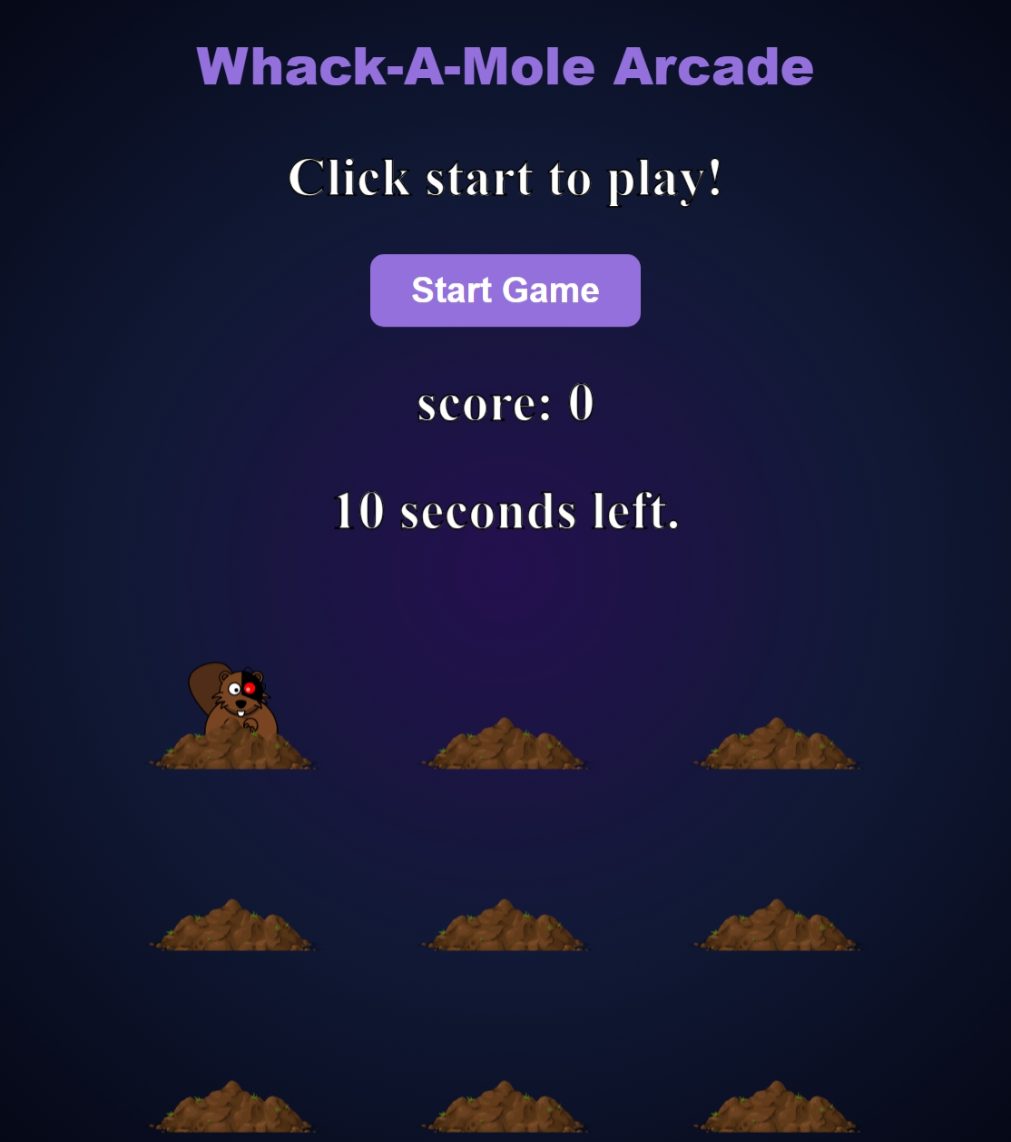 Whack-A-Mole Arcade
Click start to play!
Start Game
score: 0
10 seconds left.